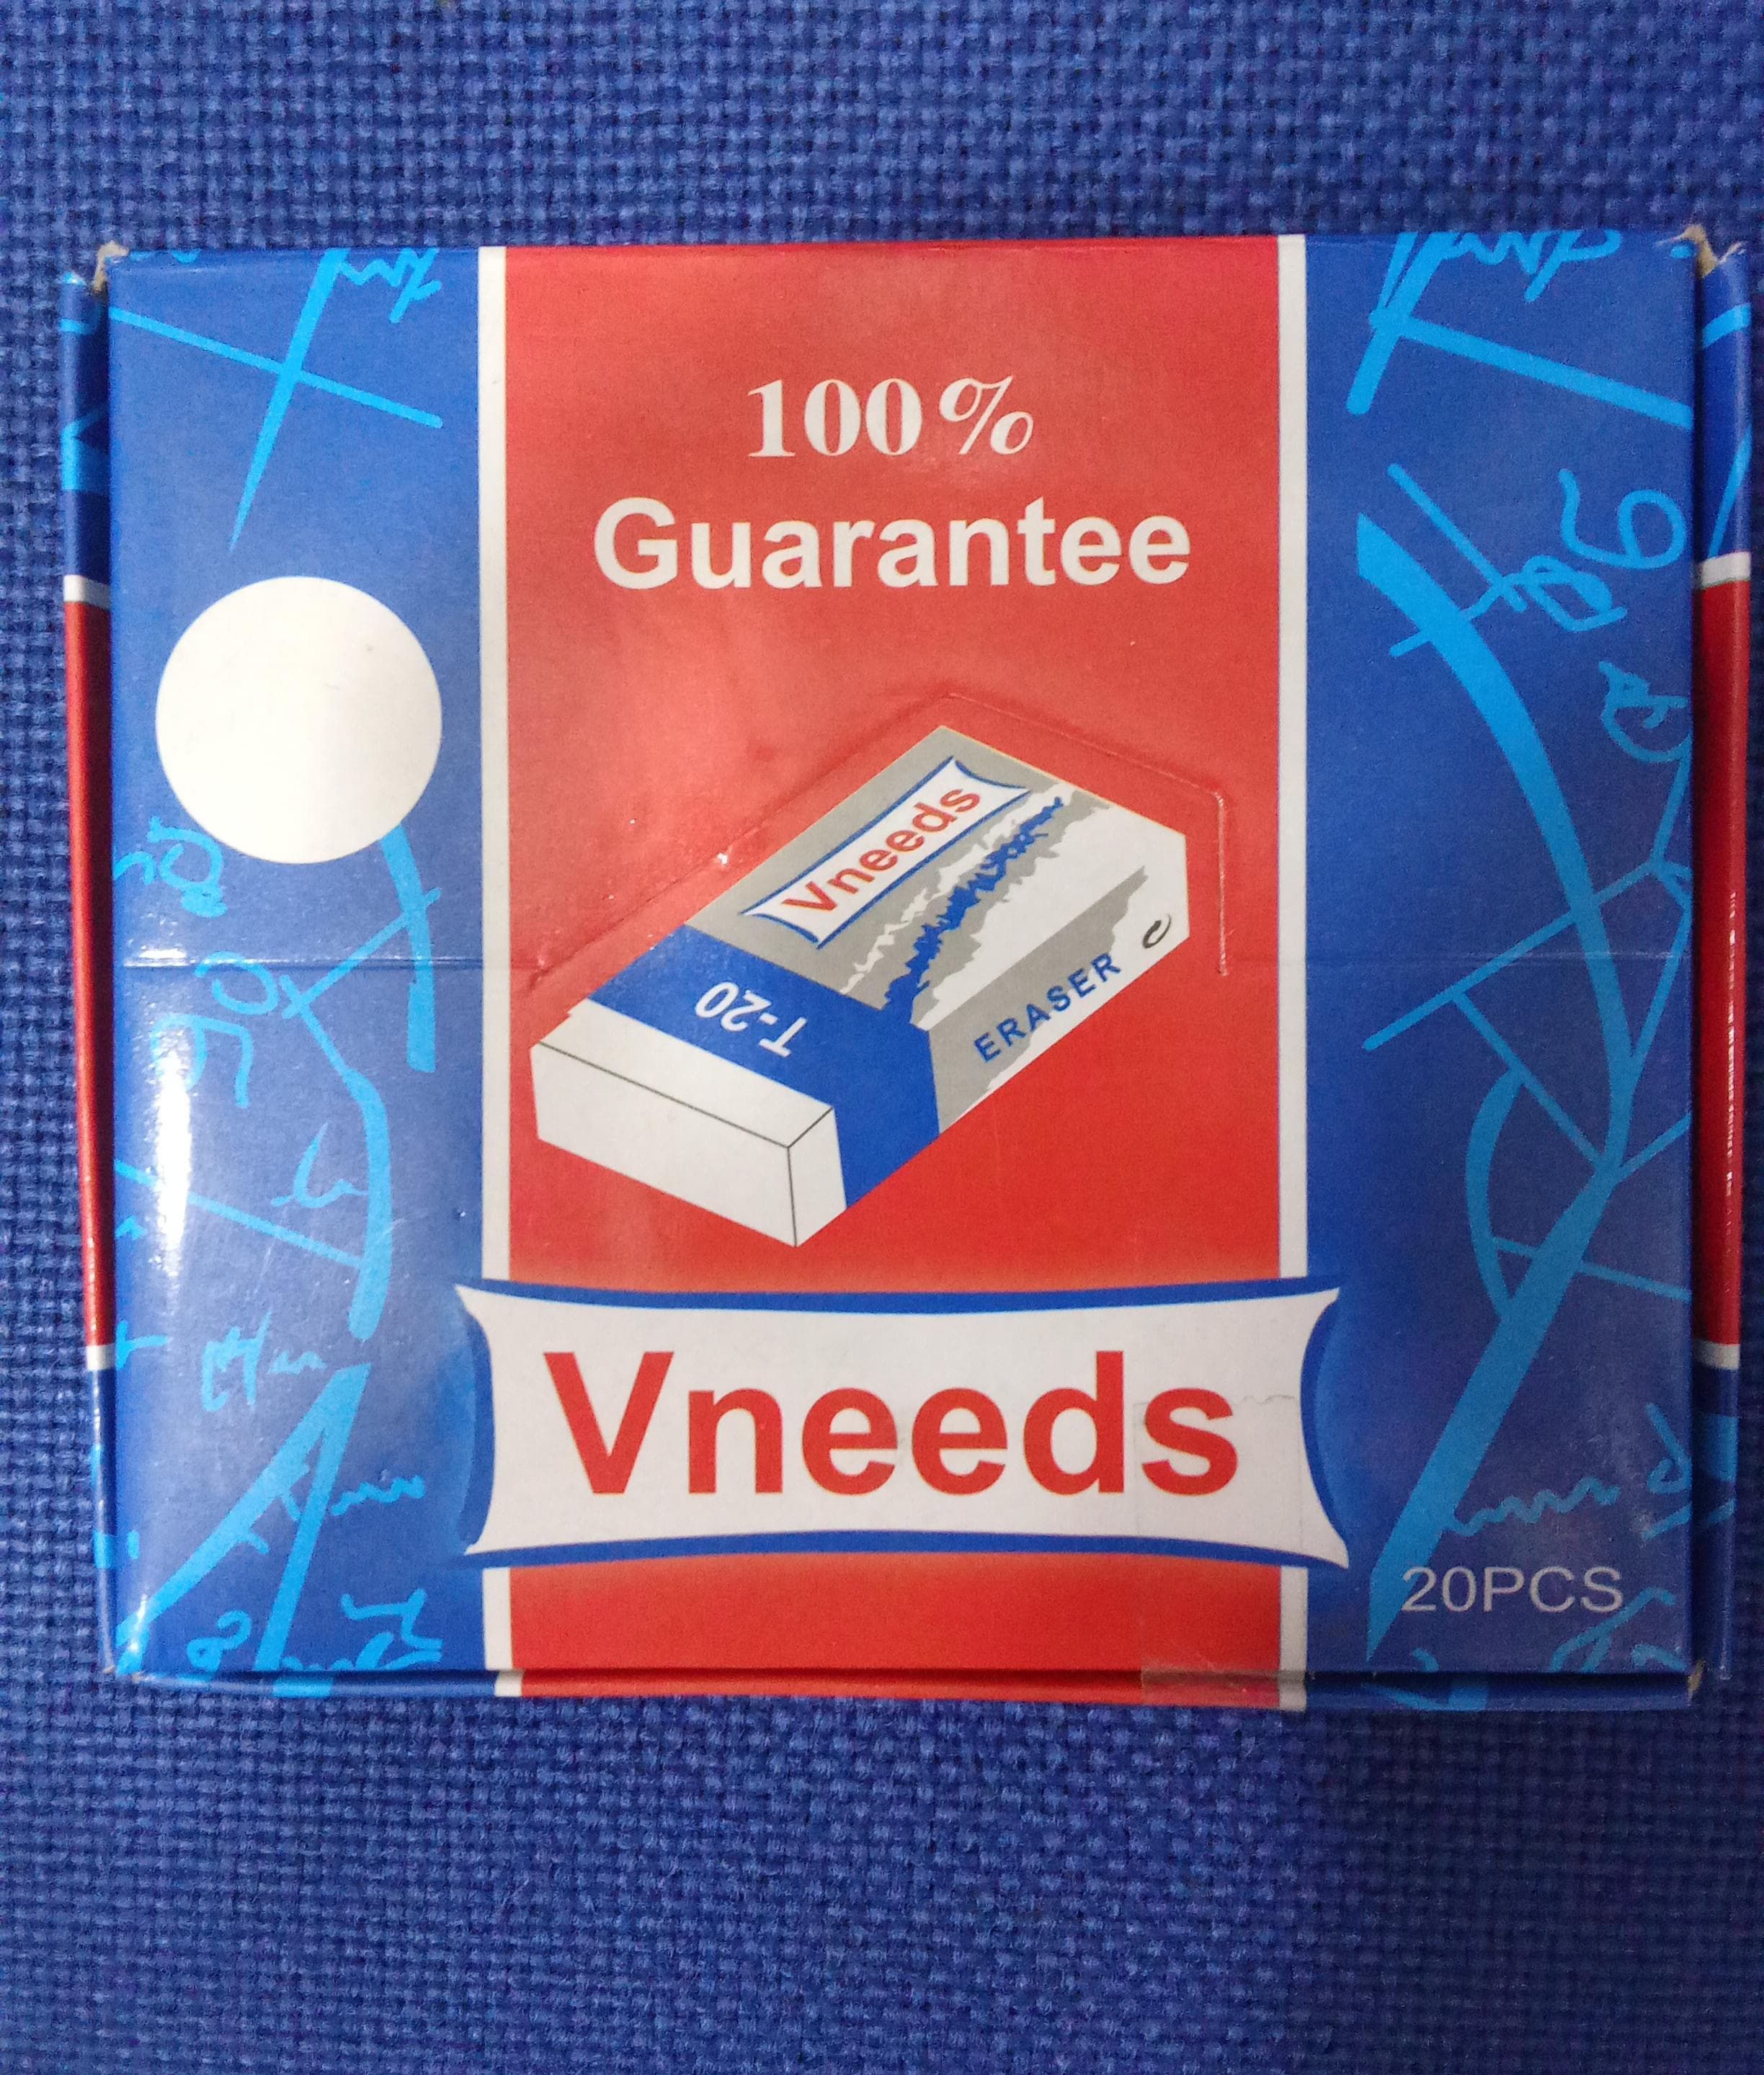 100%
Guarantee
Vneeds
T-20
ERASER
Vneeds
20PCS